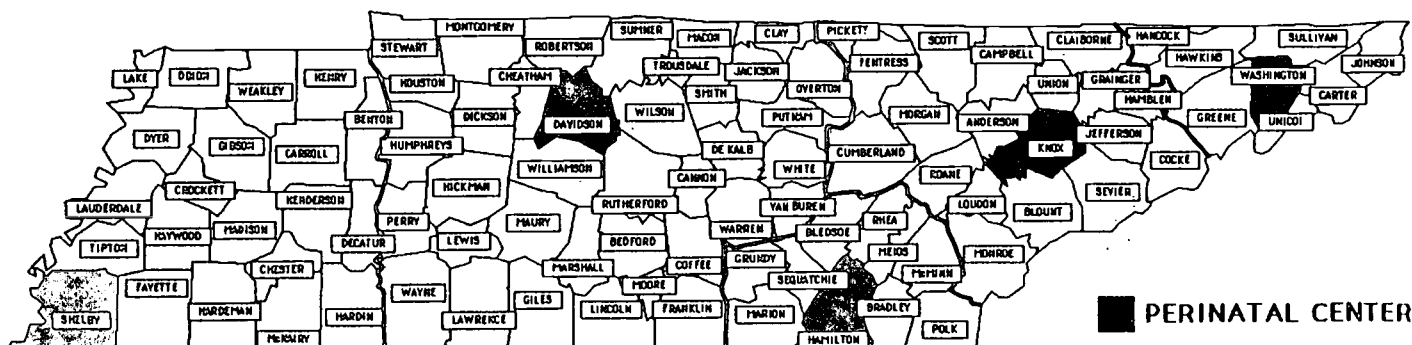 MONTGOMERY
STEWART
ROBERTSON
SUMNER
MACON
CLAY
PICKETT
SCOTT
CAMPBELL
CLAIBORNE
HANCOCK
SULLIVAN
LAKE
OBION
WEAKLEY
HENRY
HOUSTON
CHEATHAM
TROUSDALE
JACKSON
SMITH
OVERTON
FENTRESS
UNION
GRAINGER
HAWKINS
WASHINGTON
JOHNSON
HAMBLEN
CARTER
DYER
GIBSON
CARROLL
BENTON
DICKSON
HUMPHREYS
DAVIDSON
WILSON
PUTNAM
MORGAN
ANDERSON
JEFFERSON
GREENE
UNICOI
DE KALB
KNOX
COCKE
CROCKETT
HENDERSON
HICKMAN
WILLIAMSON
CANNON
WHITE
CUMBERLAND
ROANE
SEVIER
LAUDERDALE
HAYWOOD
MADISON
PERRY
MAURY
RUTHERFORD
VAN BUREN
RHEA
LOUDON
BLOUNT
TIPTON
DECATUR
LEWIS
BEDFORD
WARREN
BLEDSOE
MEIGS
MONROE
CHESTER
MARSHALL
COFFEE
GRUNDY
SEQUATCHIE
McMINN
SHELBY
FAYETTE
HARDEMAN
McNAIRY
HARDIN
WAYNE
LAWRENCE
GILES
MOORE
LINCOLN
FRANKLIN
MARION
HAMILTON
BRADLEY
POLK
PERINATAL CENTER